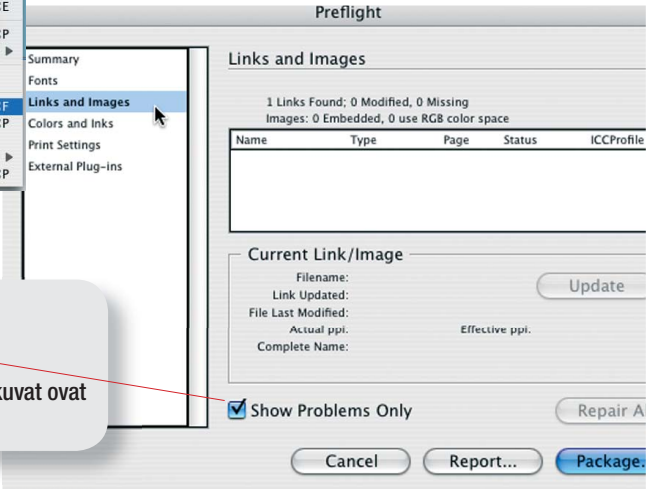 Preflight
Summary
Fonts
Links and Images
Colors and Inks
Print Settings
External Plug-ins
Links and Images
1 Links Found; 0 Modified, 0 Missing
Images: 0 Embedded, 0 use RGB color space
Name Type Page Status ICCProfile
Current Link/Image
Filename:
Update
Link Updated:
File Last Modified:
Actual ppi: Effective ppi:
Complete Name:
kuvat ovat
Show Problems Only
Cancel Report... Package.